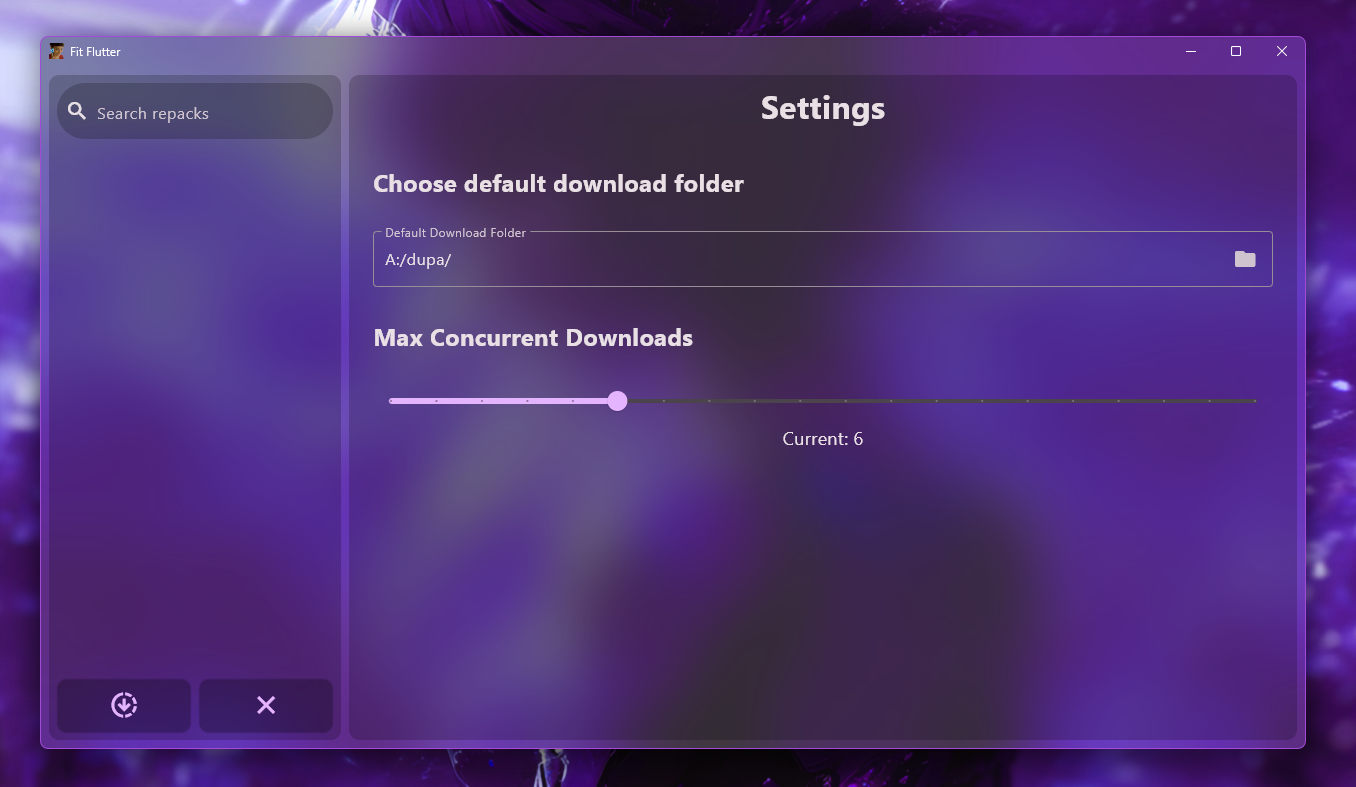 Fit Flutter
Search repacks
Settings
Choose default download folder
Default Download Folder
A:/dupa/
Max Concurrent Downloads
Current: 6